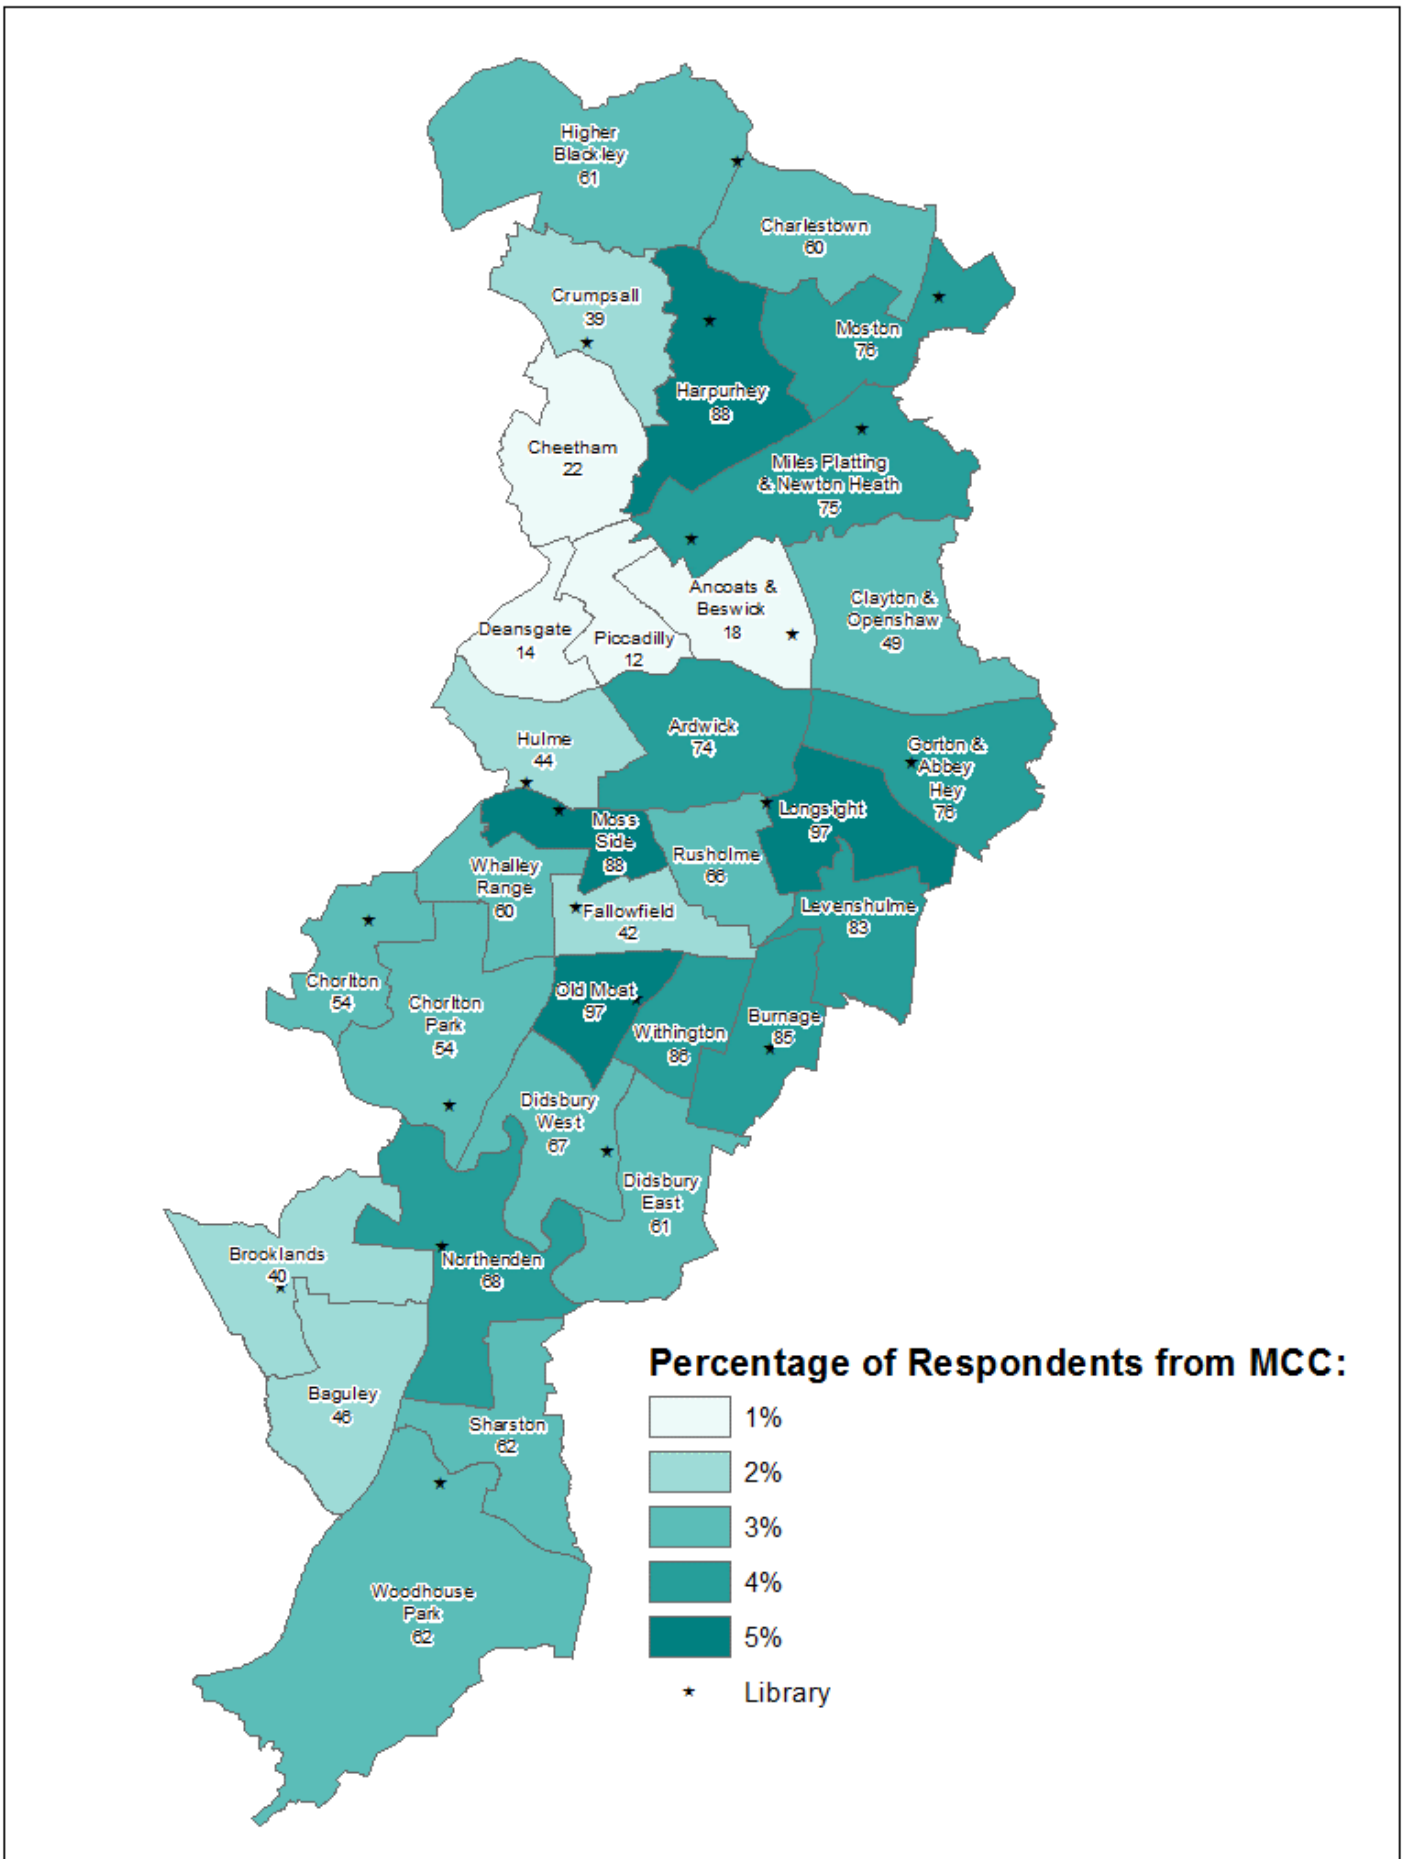 Higher
Blackley
61
Charlestown
60
Crumpsall
39
Moston
76
Harpurhey
88
Cheetham
22
Miles Platting
& Newton Heath
75
Ancoats &
Beswick
18
Clayton &
Openshaw
49
Deansgate
14
Piccadilly
12
Ardwick
74
Hulme
44
Gorton &
Abbey
Hey
76
Longsight
97
Moss
Side
88
Rusholme
66
Whalley
Range
60
Fallowfield
42
Levenshulme
83
Chorlton
54
Chorlton
Park
54
Old Moat
97
Withington
86
Burnage
85
Didsbury
West
67
Didsbury
East
61
Brooklands
40
Northenden
68
Baguley
46
Sharston
62
Woodhouse
Park
62
Percentage of Respondents from MCC:
1%
2%
3%
4%
5%
Library